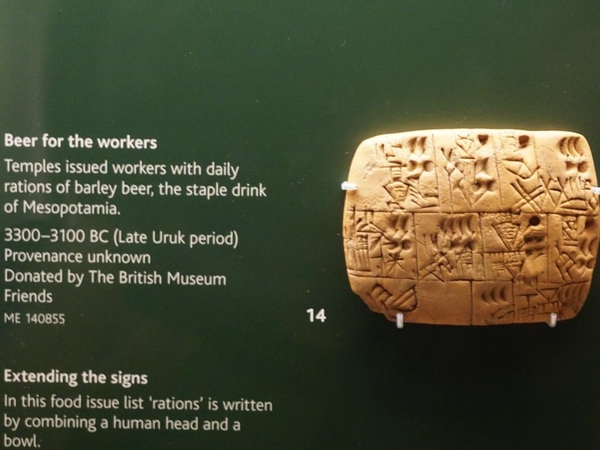 Beer for the workers
Temples issued workers with daily
rations of barley beer, the staple drink
of Mesopotamia.
3300–3100 BC (Late Uruk period)
Provenance unknown
Donated by The British Museum
Friends
ME 140855
14
Extending the signs
In this food issue list ‘rations’ is written
by combining a human head and a
bowl.